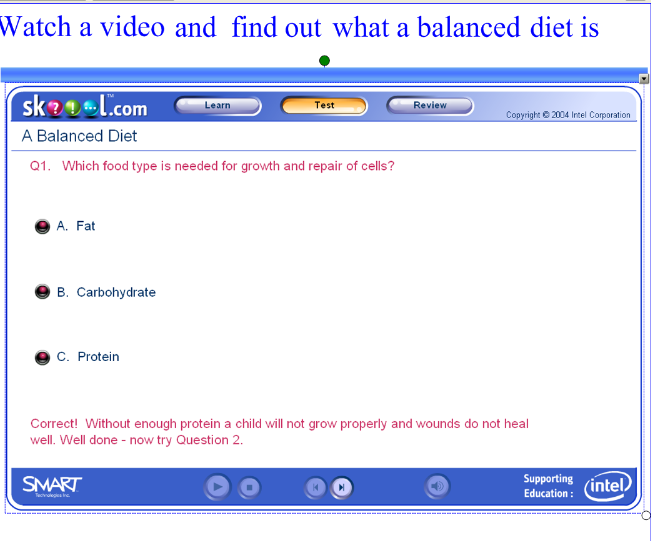 Watch a video and find out what a balanced diet is
skoool.com™
Learn
Test
Review
Copyright © 2004 Intel Corporation
A Balanced Diet
Q1. Which food type is needed for growth and repair of cells?
A. Fat
B. Carbohydrate
C. Protein
Correct! Without enough protein a child will not grow properly and wounds do not heal
well. Well done - now try Question 2.
SMART
Technologies Inc.
Supporting
Education :
intel